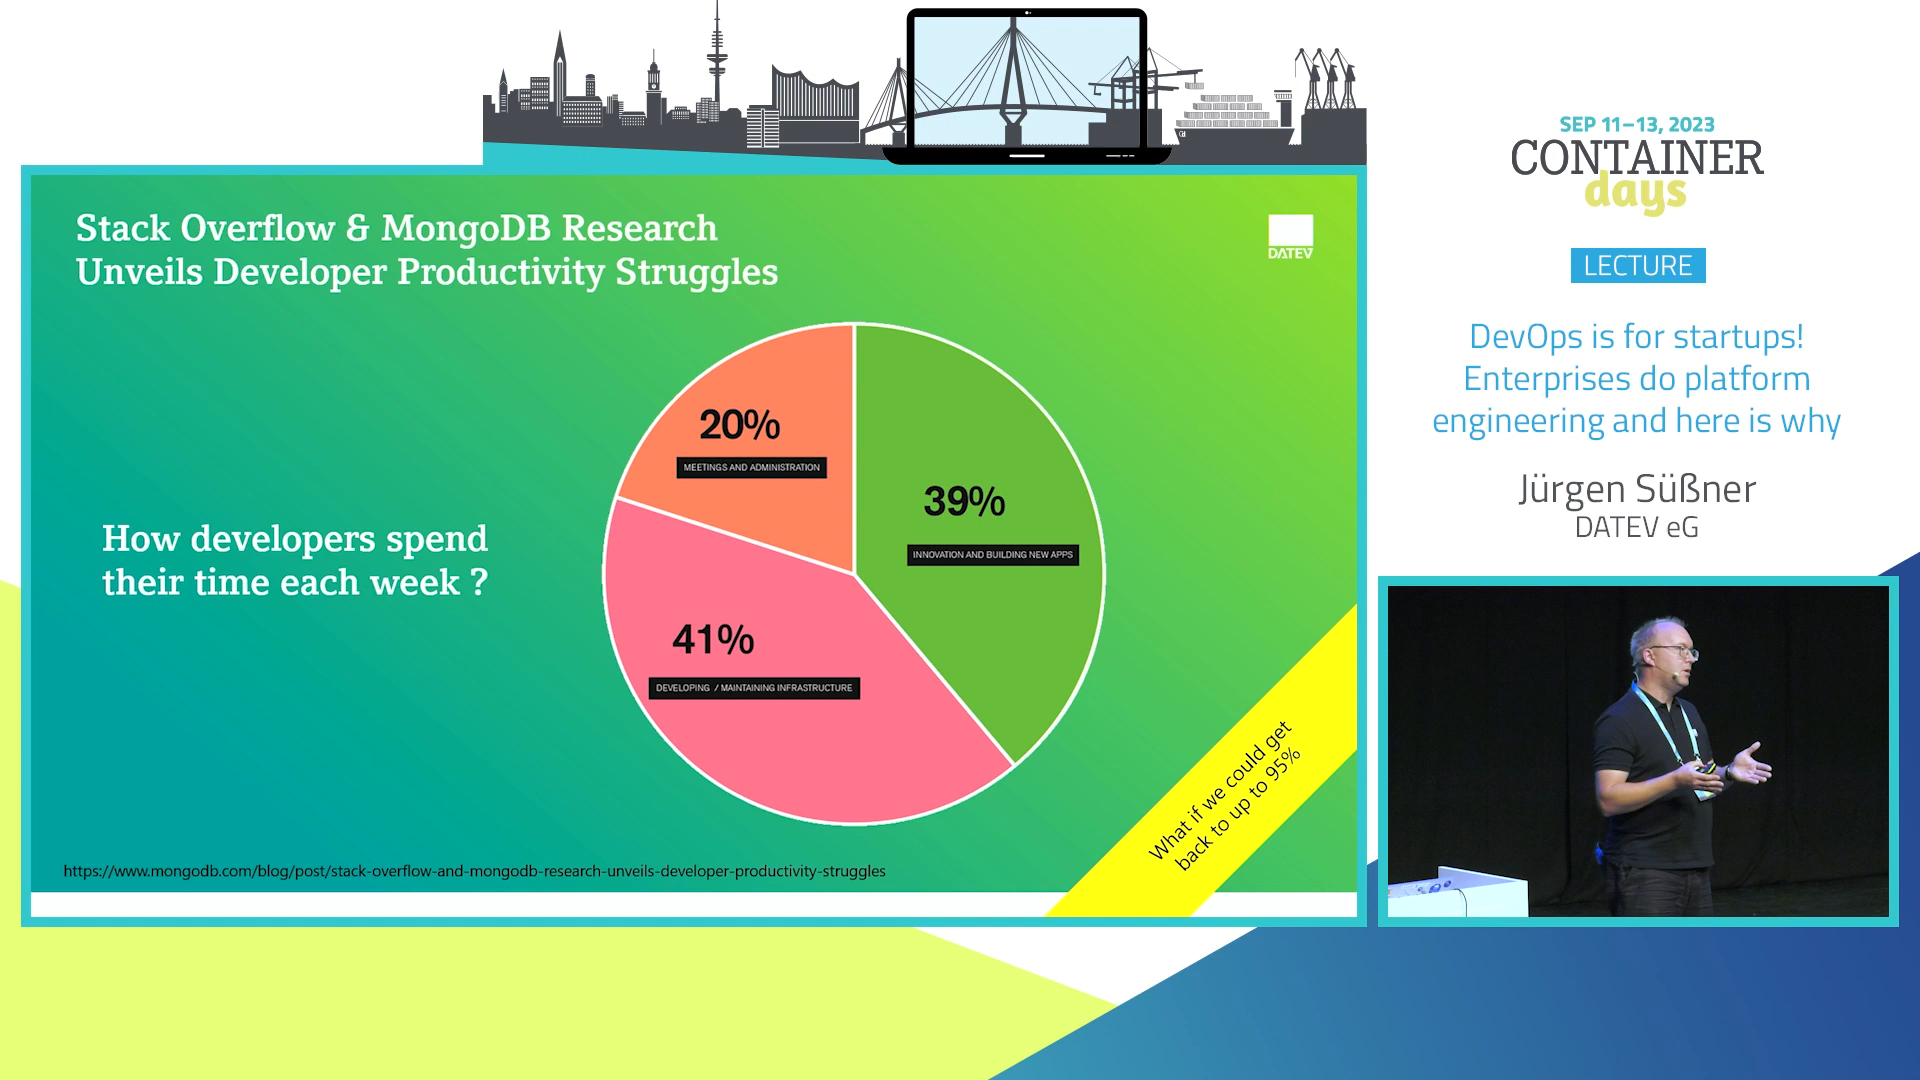 Stack Overflow & MongoDB Research
Unveils Developer Productivity Struggles
DATEV
How developers spend
their time each week ?
20%
MEETINGS AND ADMINISTRATION
39%
INNOVATION AND BUILDING NEW APPS
41%
DEVELOPING / MAINTAINING INFRASTRUCTURE
What if we could get
back to up to 95%
https://www.mongodb.com/blog/post/stack-overflow-and-mongodb-research-unveils-developer-productivity-struggles
SEP 11–13, 2023
CONTAINER
days
LECTURE
DevOps is for startups!
Enterprises do platform
engineering and here is why
Jürgen Süßner
DATEV eG